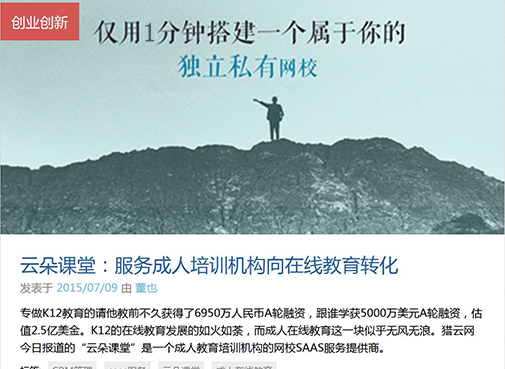 创业创新
仅用1分钟搭建一个属于你的
独立私有网校
云朵课堂：服务成人培训机构向在线教育转化
发表于 2015/07/09 由 董也
专做K12教育的请他教前不久获得了6950万人民币A轮融资，跟谁学获5000万美元A轮融资，估
值2.5亿美金。K12的在线教育发展的如火如荼，而成人在线教育这一块似乎无风无浪。猎云网
今日报道的“云朵课堂”是一个成人教育培训机构的网校SAAS服务提供商。